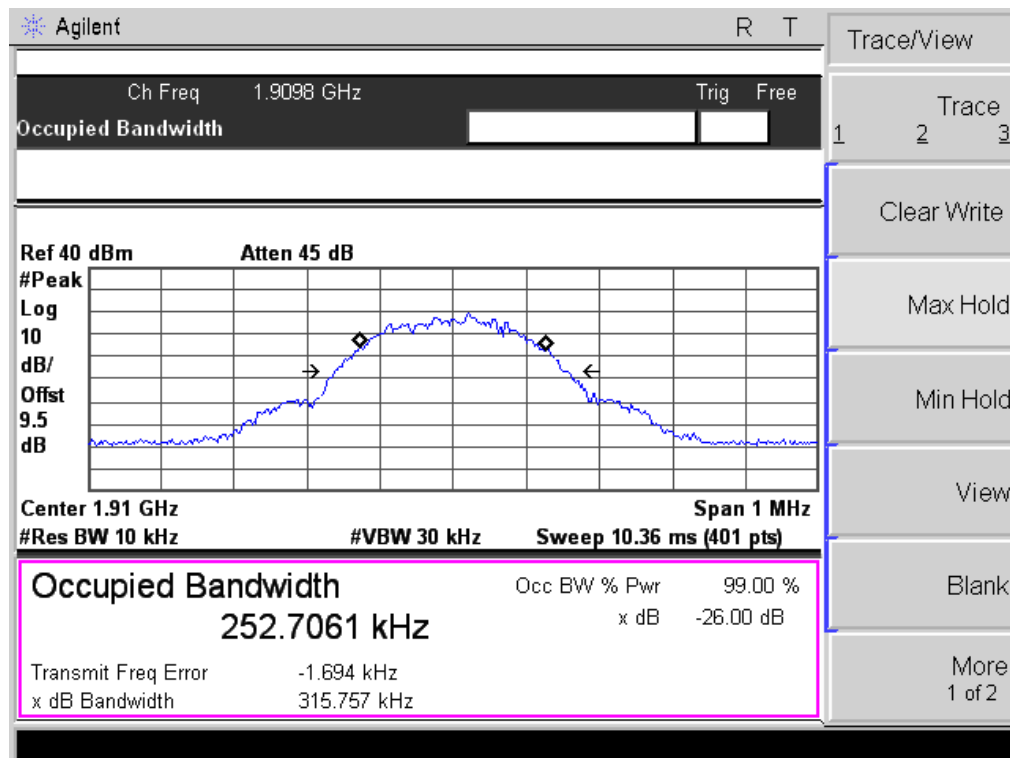 Agilent R T
Trace/View
Ch Freq 1.9098 GHz Trig Free
Occupied Bandwidth
Trace
1 2 3
Clear Write
Max Hold
Min Hold
View
Blank
More
1 of 2
Ref 40 dBm Atten 45 dB
#Peak
Log
10
dB/
Offst
9.5
dB
Center 1.91 GHz Span 1 MHz
#Res BW 10 kHz #VBW 30 kHz Sweep 10.36 ms (401 pts)
Occupied Bandwidth Occ BW % Pwr 99.00 %
252.7061 kHz x dB -26.00 dB
Transmit Freq Error -1.694 kHz
x dB Bandwidth 315.757 kHz